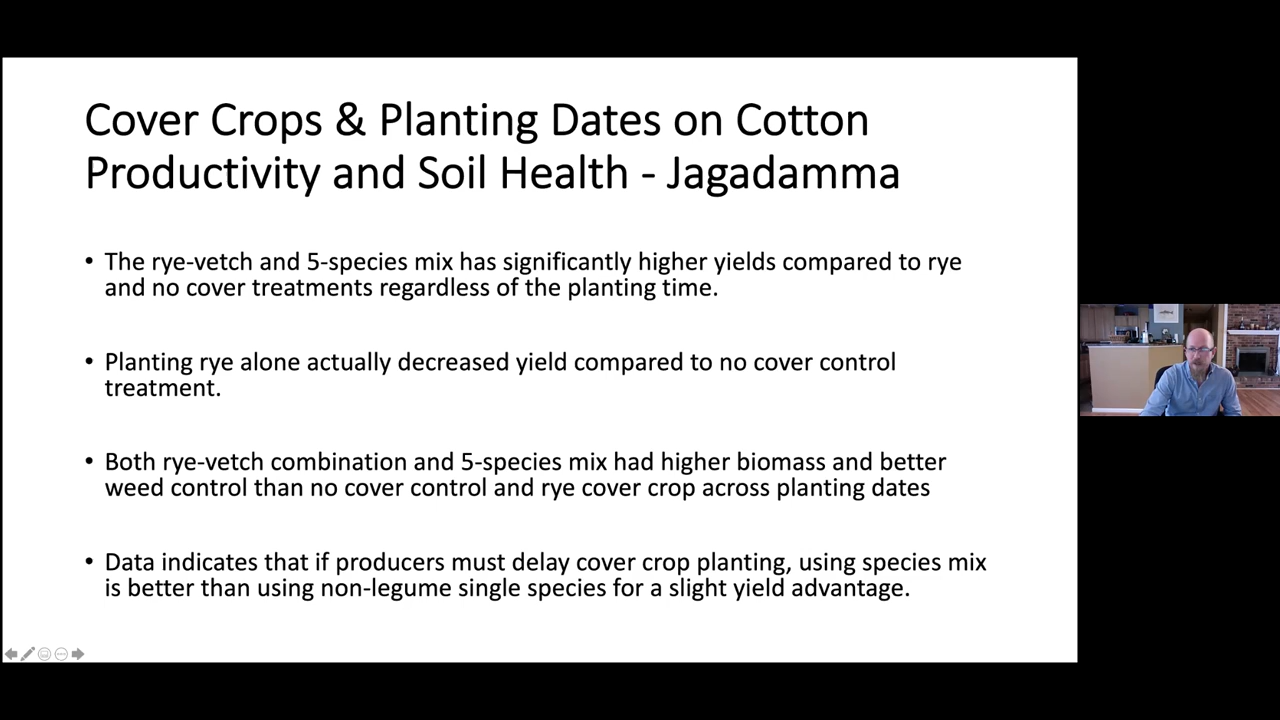 Cover Crops & Planting Dates on Cotton
Productivity and Soil Health - Jagadamma
• The rye-vetch and 5-species mix has significantly higher yields compared to rye
and no cover treatments regardless of the planting time.
• Planting rye alone actually decreased yield compared to no cover control
treatment.
• Both rye-vetch combination and 5-species mix had higher biomass and better
weed control than no cover control and rye cover crop across planting dates
• Data indicates that if producers must delay cover crop planting, using species mix
is better than using non-legume single species for a slight yield advantage.